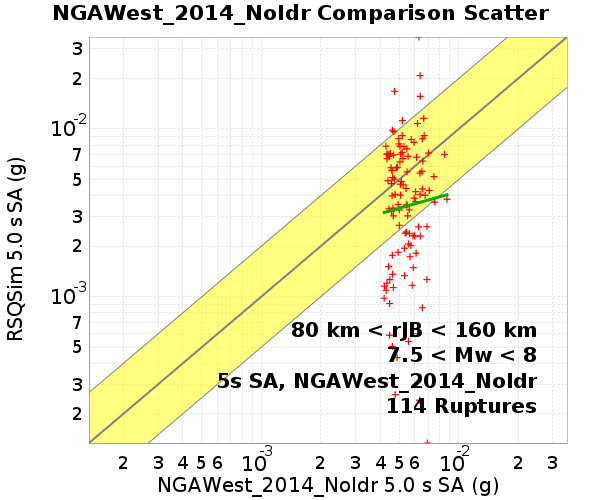 NGAWest_2014_NoIdr Comparison Scatter
RSQSim 5.0 s SA (g)
3
2
10-2
7
5
3
2
10-3
7
5
3
2
80 km < rJB < 160 km
7.5 < Mw < 8
5s SA, NGAWest_2014_NoIdr
114 Ruptures
2 3 4 5 6 10-3 2 3 4 5 6 10-2 2 3
NGAWest_2014_NoIdr 5.0 s SA (g)